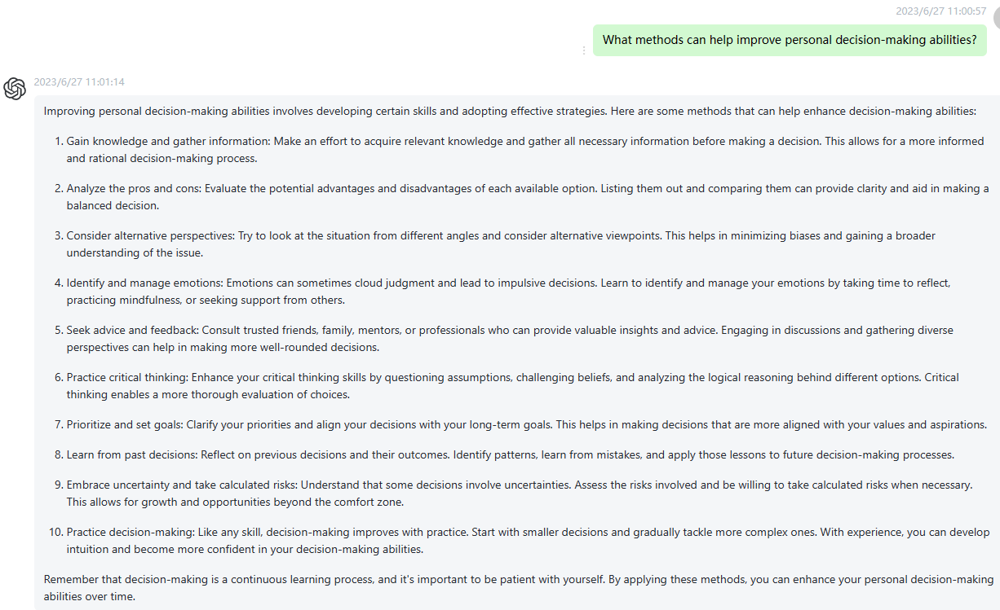 2023/6/27 11:00:57
What methods can help improve personal decision-making abilities?
2023/6/27 11:01:14
Improving personal decision-making abilities involves developing certain skills and adopting effective strategies. Here are some methods that can help enhance decision-making abilities:
1. Gain knowledge and gather information: Make an effort to acquire relevant knowledge and gather all necessary information before making a decision. This allows for a more informed
and rational decision-making process.
2. Analyze the pros and cons: Evaluate the potential advantages and disadvantages of each available option. Listing them out and comparing them can provide clarity and aid in making a
balanced decision.
3. Consider alternative perspectives: Try to look at the situation from different angles and consider alternative viewpoints. This helps in minimizing biases and gaining a broader
understanding of the issue.
4. Identify and manage emotions: Emotions can sometimes cloud judgment and lead to impulsive decisions. Learn to identify and manage your emotions by taking time to reflect,
practicing mindfulness, or seeking support from others.
5. Seek advice and feedback: Consult trusted friends, family, mentors, or professionals who can provide valuable insights and advice. Engaging in discussions and gathering diverse
perspectives can help in making more well-rounded decisions.
6. Practice critical thinking: Enhance your critical thinking skills by questioning assumptions, challenging beliefs, and analyzing the logical reasoning behind different options. Critical
thinking enables a more thorough evaluation of choices.
7. Prioritize and set goals: Clarify your priorities and align your decisions with your long-term goals. This helps in making decisions that are more aligned with your values and aspirations.
8. Learn from past decisions: Reflect on previous decisions and their outcomes. Identify patterns, learn from mistakes, and apply those lessons to future decision-making processes.
9. Embrace uncertainty and take calculated risks: Understand that some decisions involve uncertainties. Assess the risks involved and be willing to take calculated risks when necessary.
This allows for growth and opportunities beyond the comfort zone.
10. Practice decision-making: Like any skill, decision-making improves with practice. Start with smaller decisions and gradually tackle more complex ones. With experience, you can develop
intuition and become more confident in your decision-making abilities.
Remember that decision-making is a continuous learning process, and it's important to be patient with yourself. By applying these methods, you can enhance your personal decision-making
abilities over time.